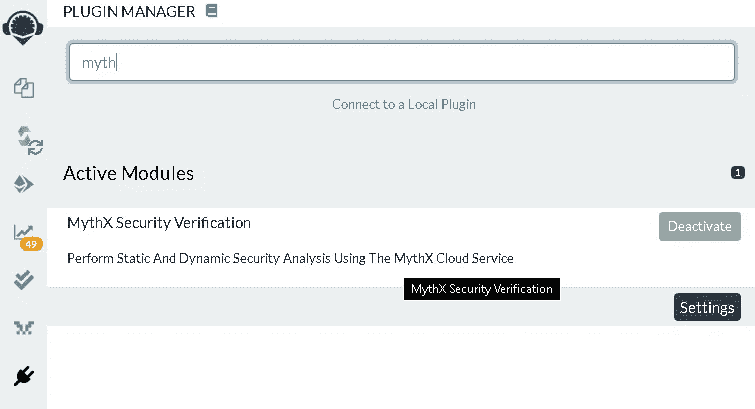 PLUGIN MANAGER
myth
Connect to a Local Plugin
Active Modules
1
MythX Security Verification
Deactivate
49
Perform Static And Dynamic Security Analysis Using The MythX Cloud Service
MythX Security Verification
Settings